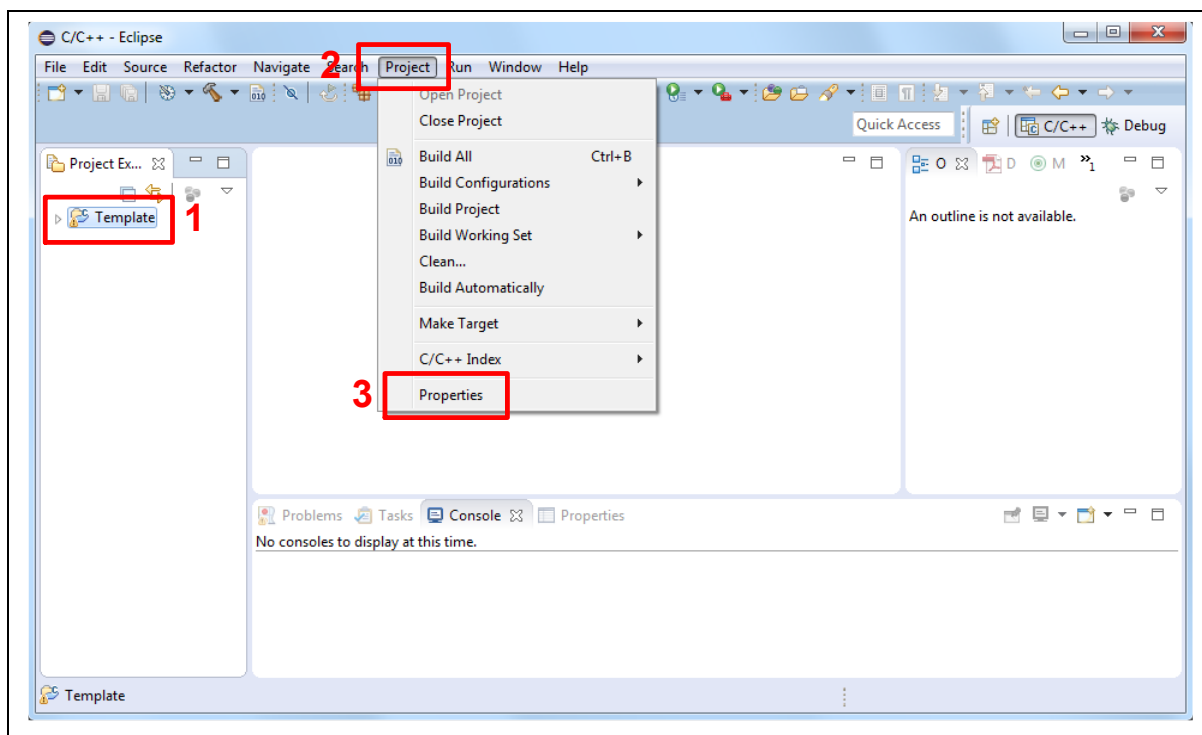 C/C++ - Eclipse
File Edit Source Refactor Navigate Search Project Run Window Help
2
Quick Access C/C++ Debug
Project Ex...
Template
1
Open Project
Close Project
Build All Ctrl+B
Build Configurations
Build Project
Build Working Set
Clean...
Build Automatically
Make Target
C/C++ Index
3
Properties
O D M »1
An outline is not available.
Problems Tasks Console Properties
No consoles to display at this time.
Template